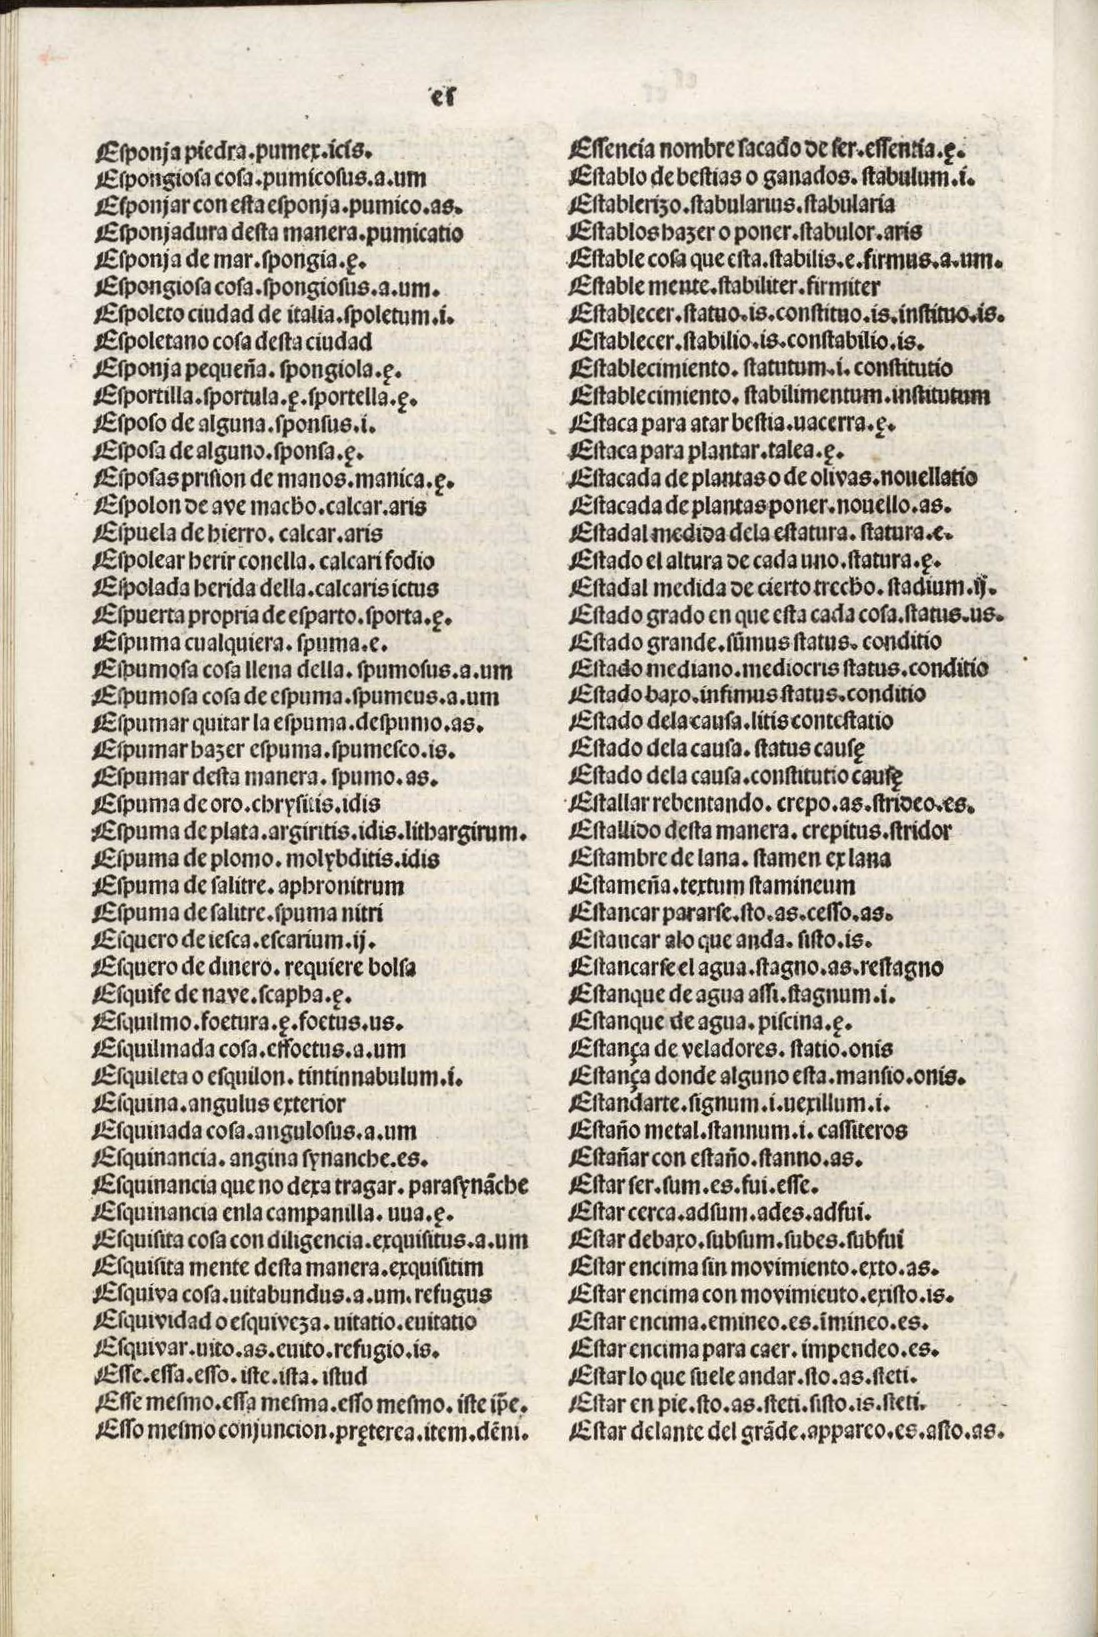 es
Esponja piedra.pumex.icis.
Espongiosa cosa.pumicosus.a.um
Esponjar con esta esponja.pumico.as.
Esponjadura desta manera.pumicatio
Esponja de mar.spongia.ę.
Espongiosa cosa.spongiosus.a.um.
Espoleto ciudad de italia.spoletum.i.
Espoletano cosa desta ciudad
Esponja pequeña.spongiola.ę.
Esportilla.sportula.ę.sportella.ę.
Esposo de alguna.sponsus.i.
Esposa de alguno.sponsa.ę.
Esposas prision de manos.manica.ę.
Espolon de ave macho.calcar.aris
Espuela de hierro.calcar.aris
Espolear herir conella.calcari fodio
Espolada herida della.calcaris ictus
Espuerta propria de esparto.sporta.ę.
Espuma cualquiera.spuma.e.
Espumosa cosa llena della.spumosus.a.um
Espumosa cosa de espuma.spumeus.a.um
Espumar quitar la espuma.despumo.as.
Espumar hazer espuma.spumesco.is.
Espumar desta manera.spumo.as.
Espuma de oro.chrysitis.idis
Espuma de plata.argiritis.idis.lithargirum.
Espuma de plomo.molybditis.idis
Espuma de salitre.aphronitrum
Espuma de salitre.spuma nitri
Esquero de iesca.escarium.ij.
Esquero de dinero.requiere bolsa
Esquife de nave.scapha.ę.
Esquilmo.foetura.ę.foetus.us.
Esquilmada cosa.effoetus.a.um
Esquileta o esquilon.tintinnabulum.i.
Esquina.angulus exterior
Esquinada cosa.angulosus.a.um
Esquinancia.angina synanche.es.
Esquinancia que no dexa tragar.parasynãche
Esquinancia enla campanilla.uua.ę.
Esquisita cosa con diligencia.exquisitus.a.um
Esquisita mente desta manera.exquisitim
Esquiva cosa.uitabundus.a.um.refugus
Esquividad o esquiveza.uitatio.euitatio
Esquivar.uito.as.euito.refugio.is.
Esse.essa.esso.iste.ista.istud
Esse mesmo.essa mesma.esso mesmo.iste ip̃e.
Esso mesmo conjuncion.pręterea.item.dẽni.
Essencia nombre sacado de ser.essentia.ę.
Establo de bestias o ganados.stabulum.i.
Establerizo.stabularius.stabularia
Establos hazer o poner.stabulor.aris
Estable cosa que esta.stabilis.e.firmus.a.um.
Estable mente.stabiliter.firmiter
Establecer.statuo.is.constituo.is.instituo.is.
Establecer.stabilio.is.constabilio.is.
Establecimiento.statutum.i.constitutio
Establecimiento.stabilimentum.institutum
Estaca para atar bestia.uacerra.ę.
Estaca para plantar.talea.ę.
Estacada de plantas o de olivas.nouellatio
Estacada de plantas poner.nouello.as.
Estadal medida dela estatura.statura.e.
Estado el altura de cada uno.statura.ę.
Estadal medida de cierto trecho.stadium.ij.
Estado grado en que esta cada cosa.status.us.
Estado grande.sũmus status.conditio
Estado mediano.mediocris status.conditio
Estado baxo.infimus status.conditio
Estado dela causa.litis contestatio
Estado dela causa.status causę
Estado dela causa.constitutio causę
Estallar rebentando.crepo.as.strideo.es.
Estallido desta manera.crepitus.stridor
Estambre de lana.stamen ex lana
Estameña.textum stamineum
Estancar pararse.sto.as.cesso.as.
Estaucar alo que anda.sisto.is.
Estancarse el agua.stagno.as.restagno
Estanque de agua assi.stagnum.i.
Estanque de agua.piscina.ę.
Estança de veladores.statio.onis
Estança donde alguno esta.mansio.onis.
Estandarte.signum.i.uexillum.i.
Estaño metal.stannum.i.cassiteros
Estañar con estaño.stanno.as.
Estar ser.sum.es.fui.esse.
Estar cerca.adsum.ades.adfui.
Estar debaxo.subsum.subes.subfui
Estar encima sin movimiento.exto.as.
Estar encima con movimieuto.existo.is.
Estar encima.emineo.es.ĩmineo.es.
Estar encima para caer.impendeo.es.
Estar lo que suele andar.sto.as.steti.
Estar en pie.sto.as.steti.sisto.is.steti.
Estar delante del grãde.appareo.es.asto.as.